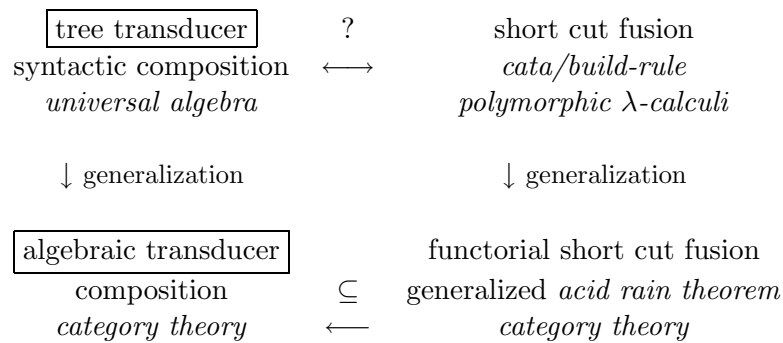 tree transducer ? short cut fusion
syntactic composition ⟷ cata/build-rule
universal algebra polymorphic λ-calculi
↓ generalization ↓ generalization
algebraic transducer functorial short cut fusion
composition ⊆ generalized acid rain theorem
category theory ⟵ category theory